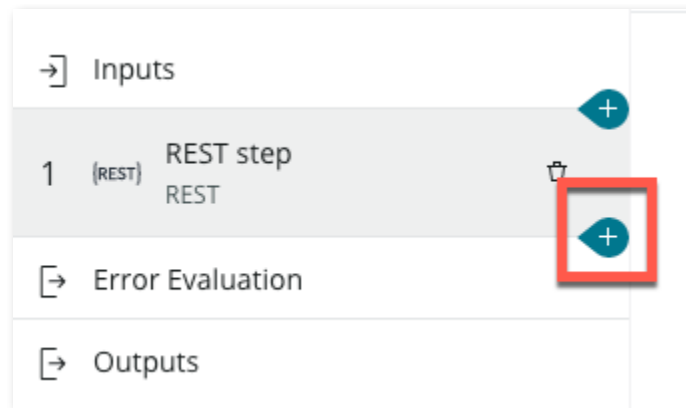 Inputs
1 {REST} REST step
REST
Error Evaluation
Outputs